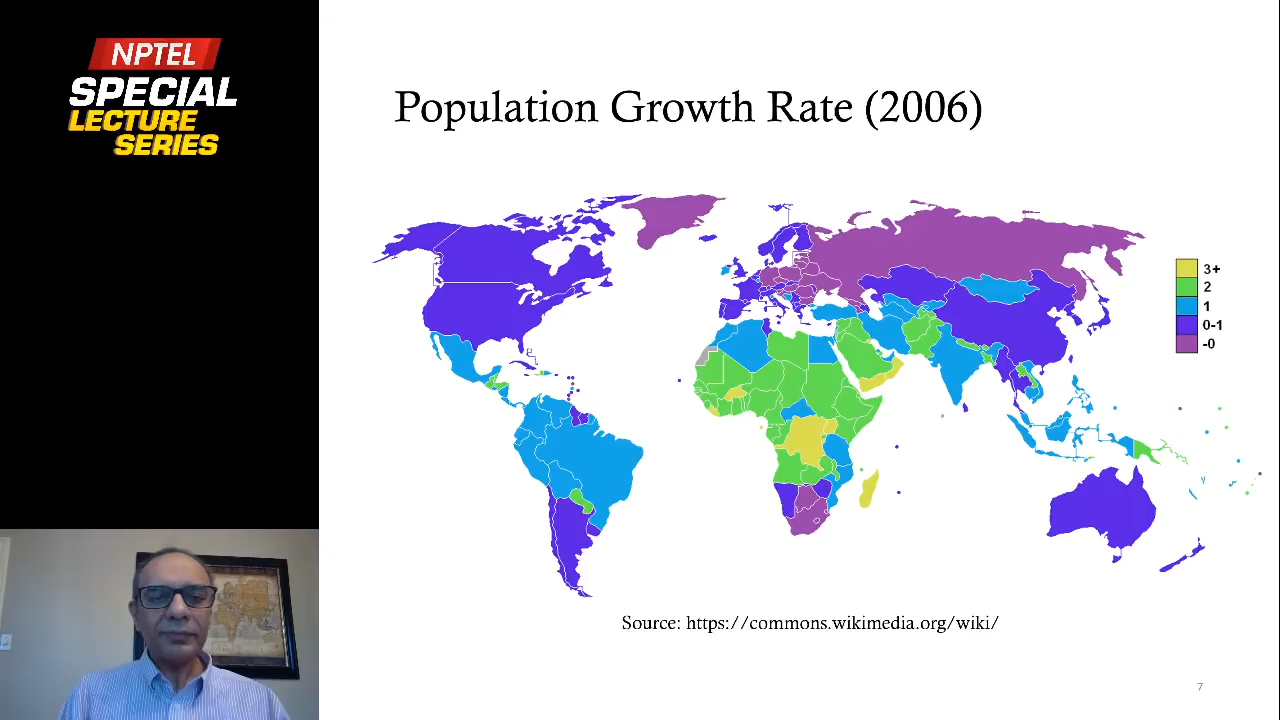 NPTEL
SPECIAL
LECTURE
SERIES
Population Growth Rate (2006)
3+
2
1
0-1
-0
Source: https://commons.wikimedia.org/wiki/
7